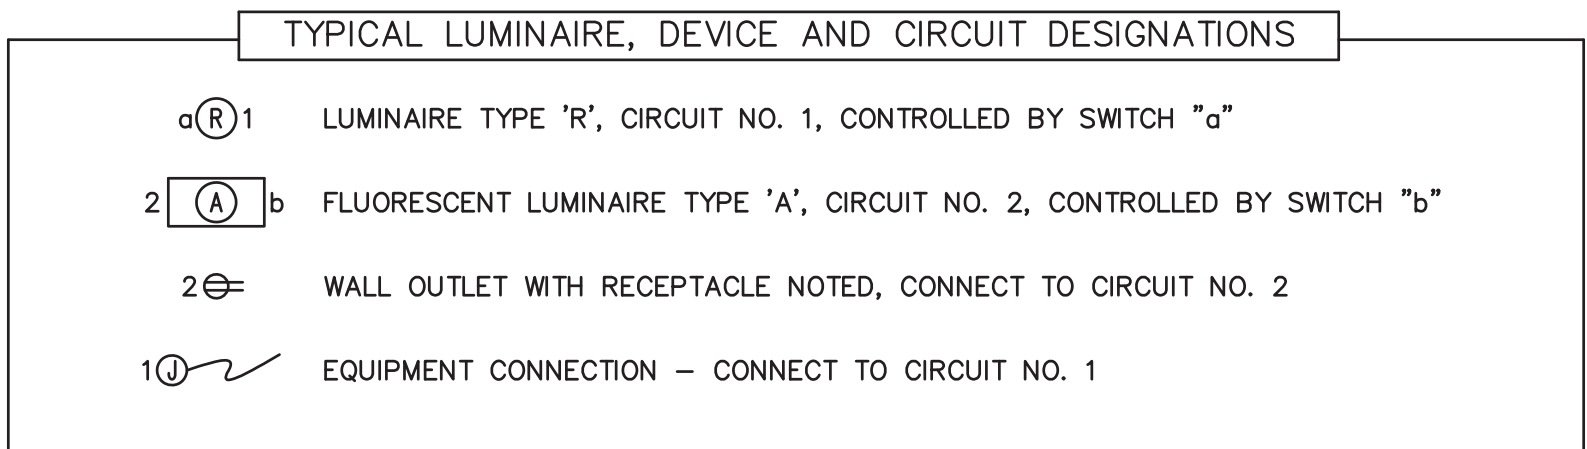 TYPICAL LUMINAIRE, DEVICE AND CIRCUIT DESIGNATIONS
a R 1 LUMINAIRE TYPE 'R', CIRCUIT NO. 1, CONTROLLED BY SWITCH "a"
2 A b FLUORESCENT LUMINAIRE TYPE 'A', CIRCUIT NO. 2, CONTROLLED BY SWITCH "b"
2 WALL OUTLET WITH RECEPTACLE NOTED, CONNECT TO CIRCUIT NO. 2
1 J EQUIPMENT CONNECTION – CONNECT TO CIRCUIT NO. 1